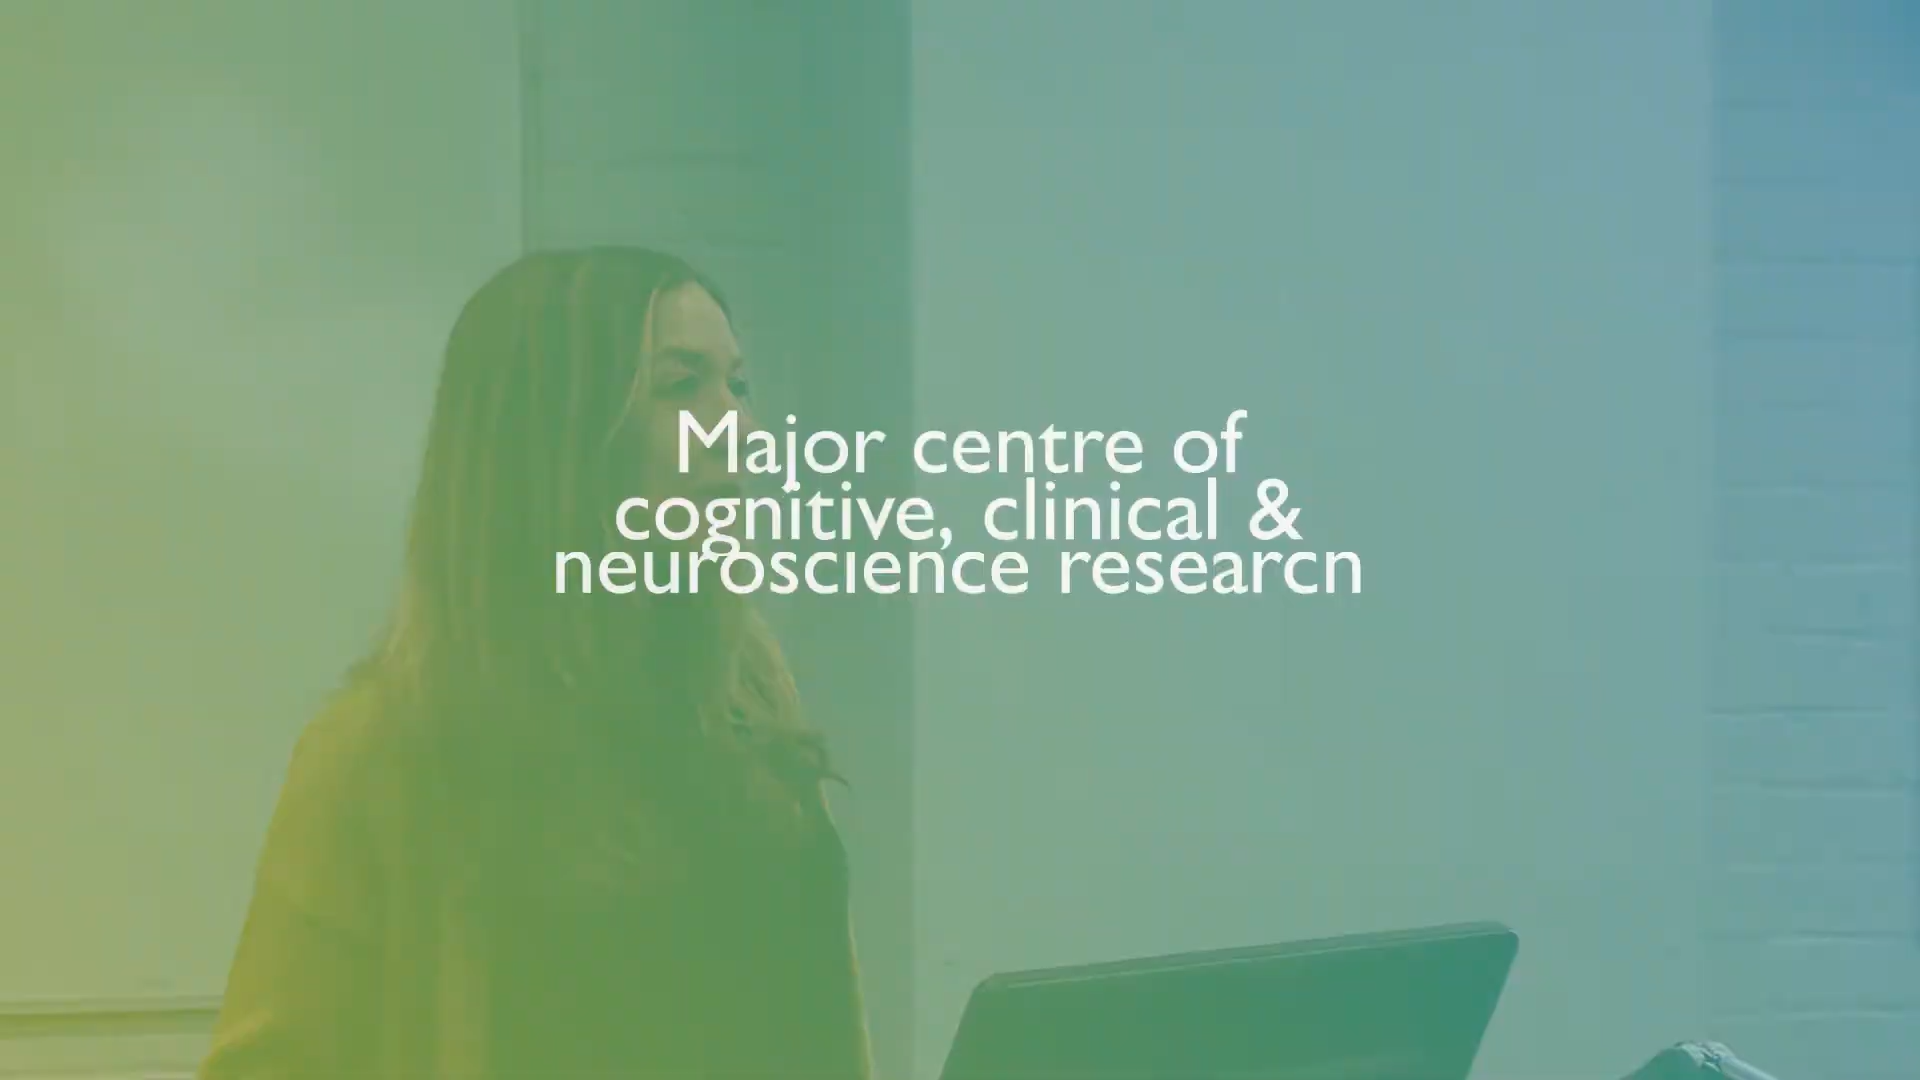 Major centre of
cognitive, clinical &
neuroscience research